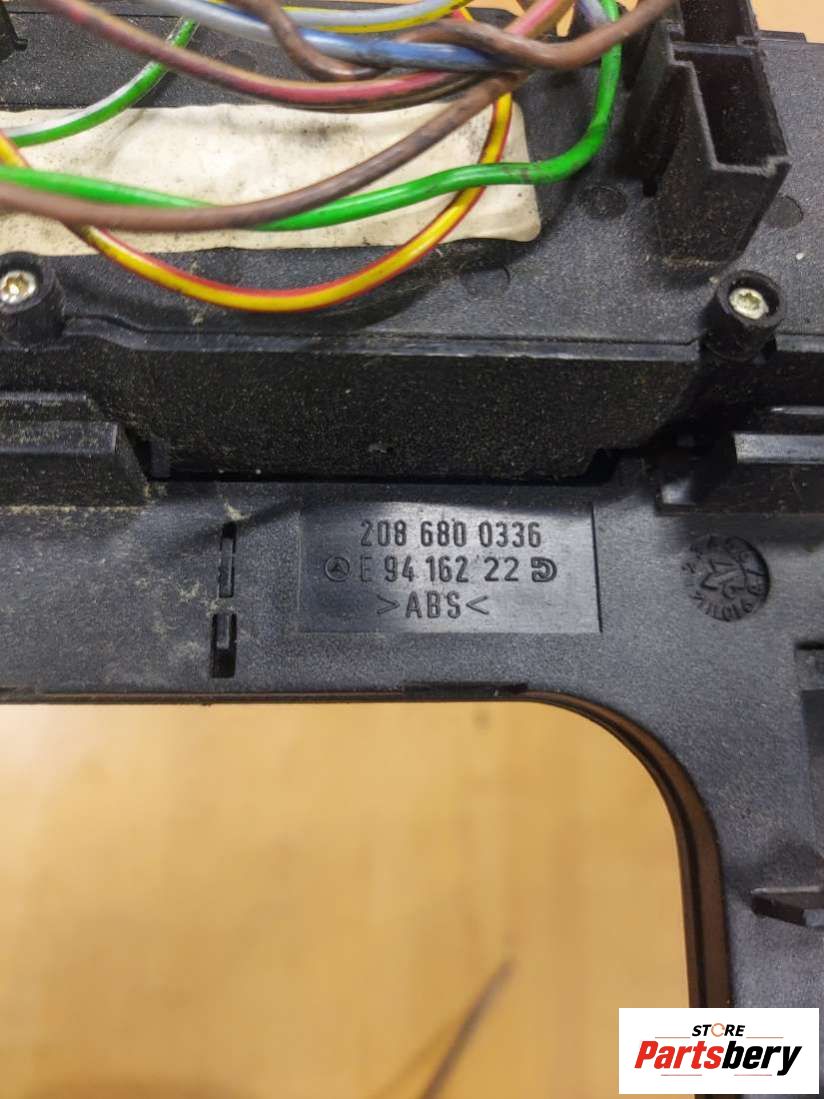 208 680 0336
E 94 162 22
>ABS<
STORE
Partsbery